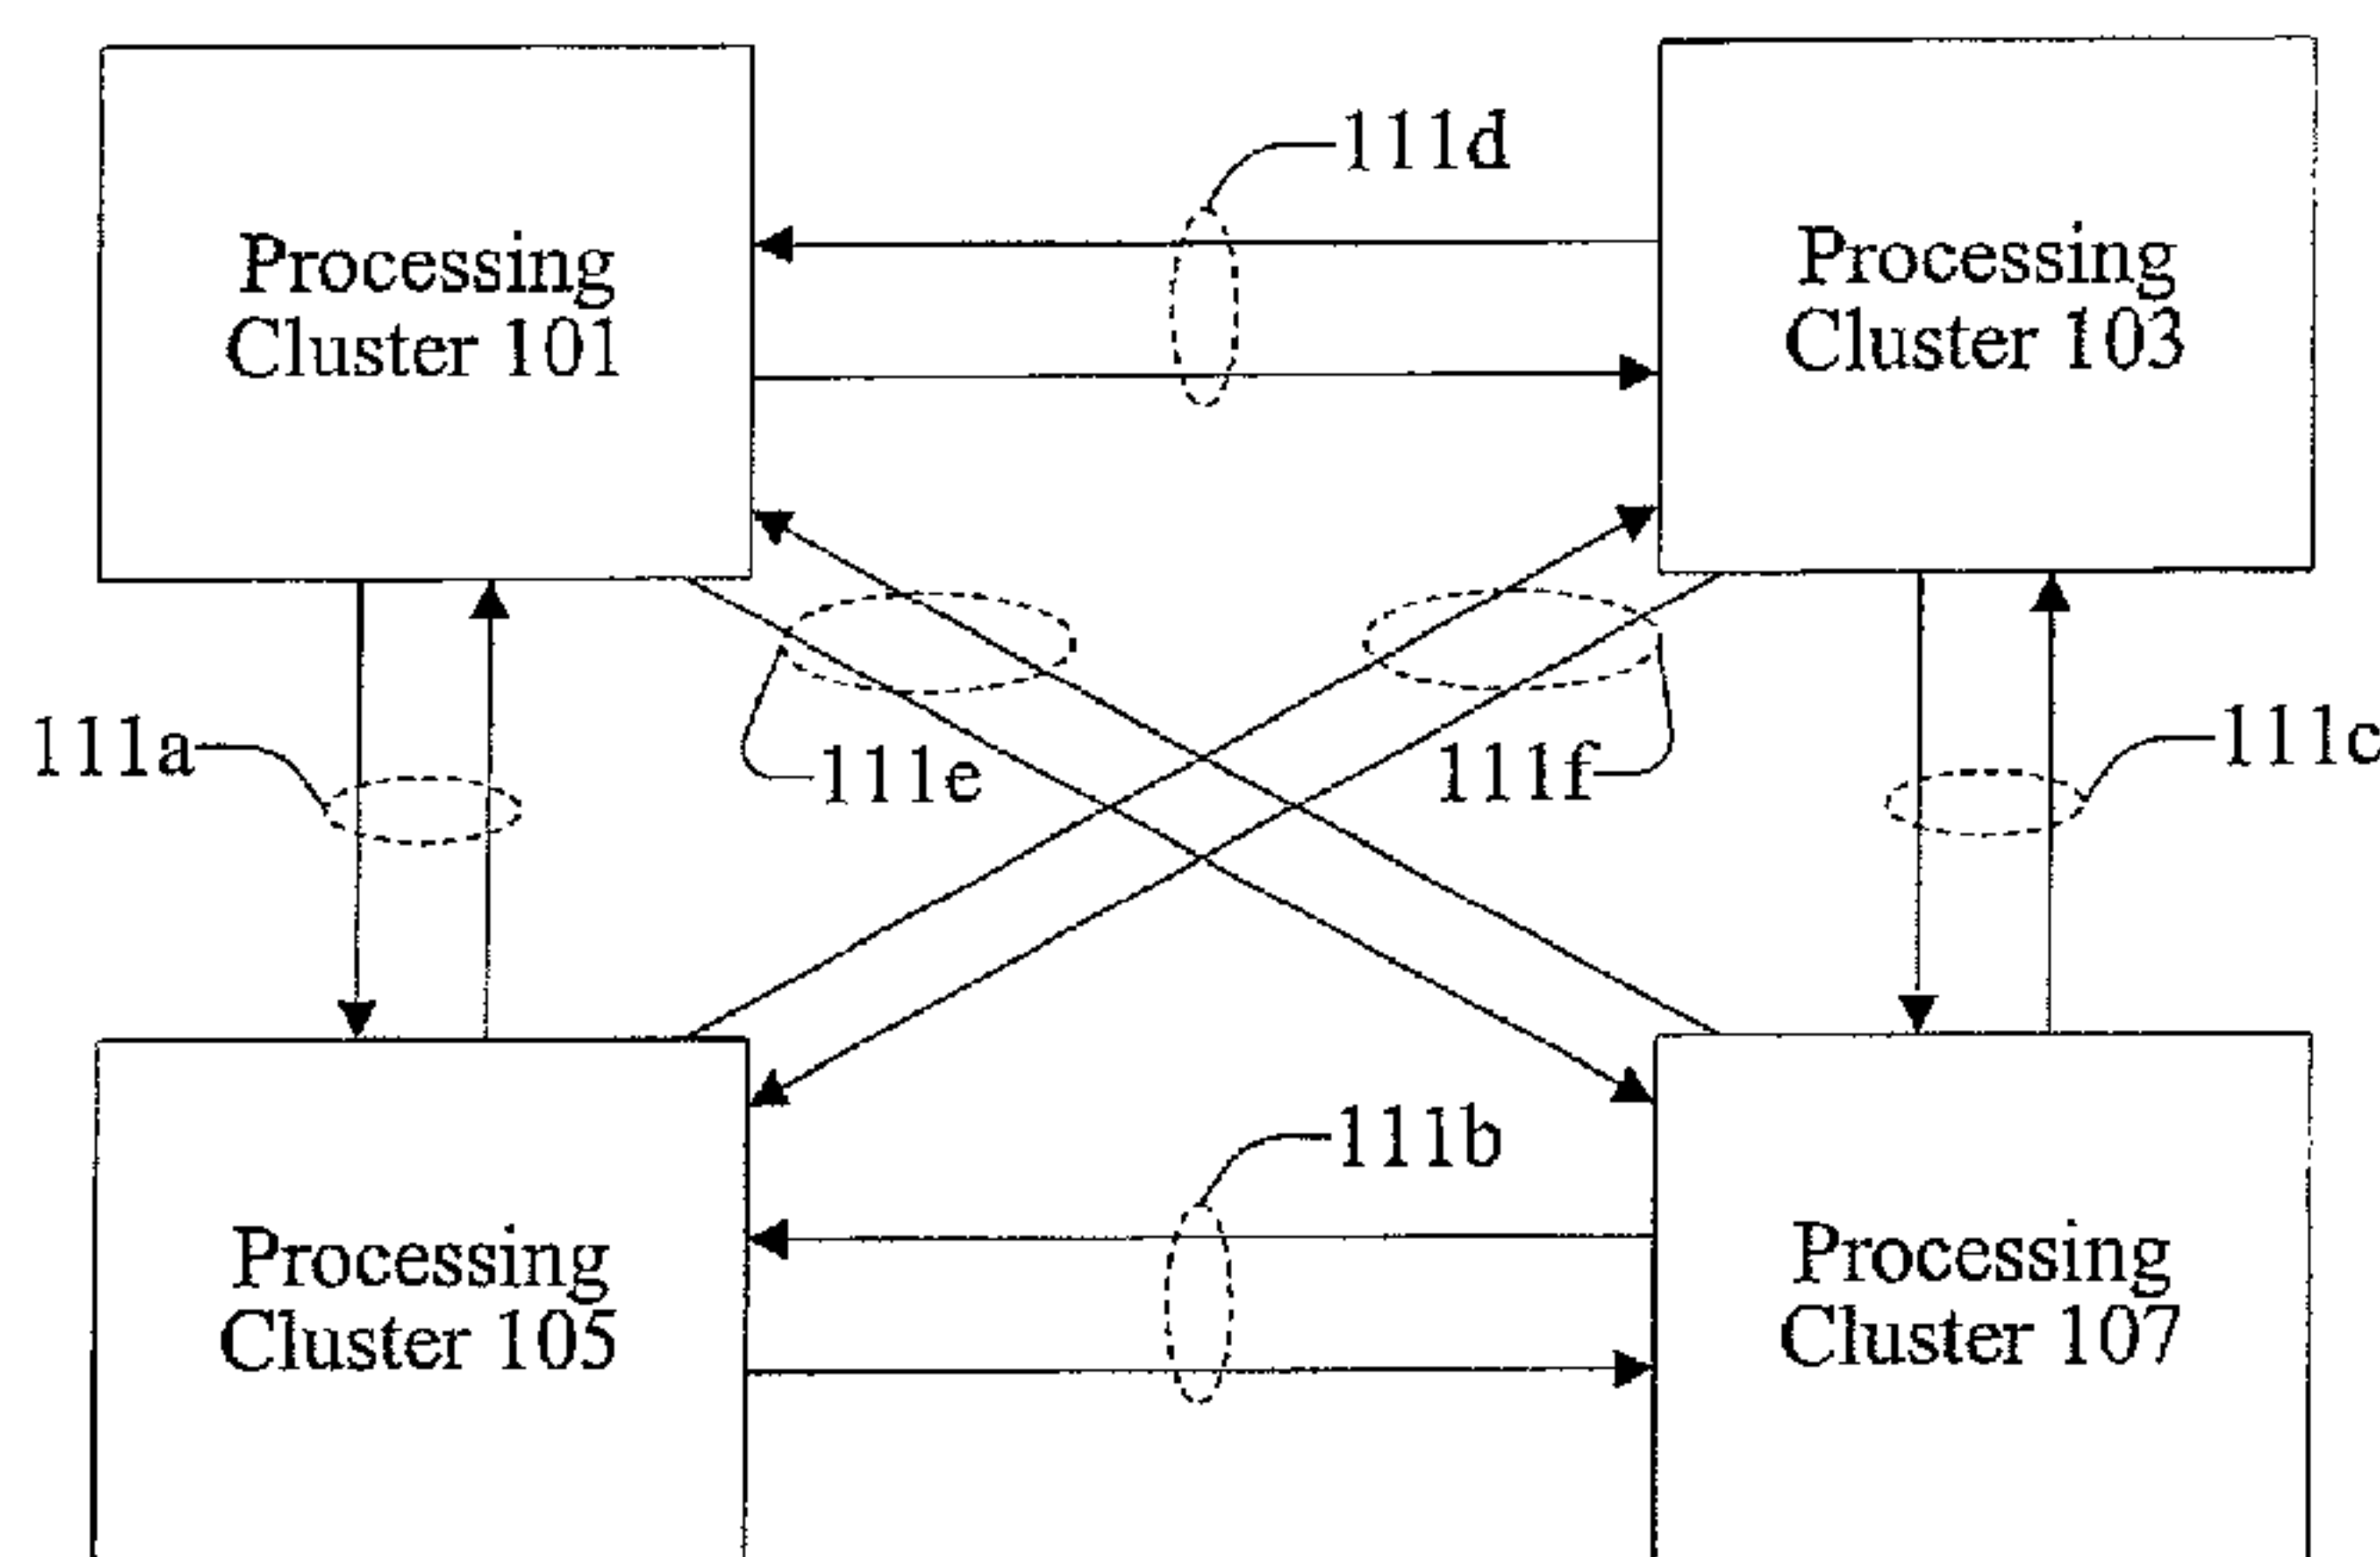 111d
Processing
Cluster 101
Processing
Cluster 103
111a
111e
111f
111c
111b
Processing
Cluster 105
Processing
Cluster 107